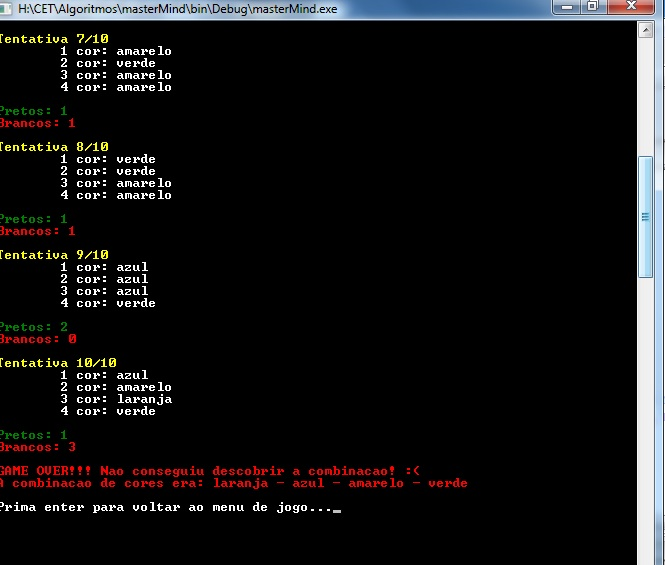 H:\CET\Algoritmos\masterMind\bin\Debug\masterMind.exe
Tentativa 7/10
1 cor: amarelo
2 cor: verde
3 cor: amarelo
4 cor: amarelo
Pretos: 1
Brancos: 1
Tentativa 8/10
1 cor: verde
2 cor: verde
3 cor: amarelo
4 cor: amarelo
Pretos: 1
Brancos: 1
Tentativa 9/10
1 cor: azul
2 cor: azul
3 cor: azul
4 cor: verde
Pretos: 2
Brancos: 0
Tentativa 10/10
1 cor: azul
2 cor: amarelo
3 cor: laranja
4 cor: verde
Pretos: 1
Brancos: 3
GAME OVER!!! Nao conseguiu descobrir a combinacao! :(
A combinacao de cores era: laranja - azul - amarelo - verde
Prima enter para voltar ao menu de jogo..._